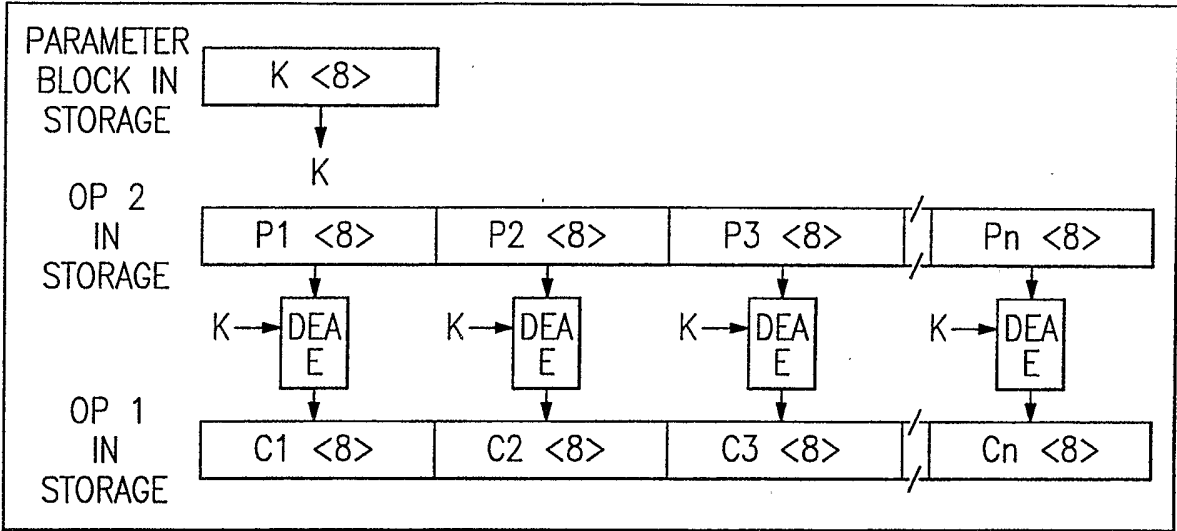 PARAMETER
BLOCK IN
STORAGE
K <8>
K
OP 2
IN
STORAGE
P1 <8> P2 <8> P3 <8> Pn <8>
K DEA K DEA K DEA K DEA
E E E E
OP 1
IN
STORAGE
C1 <8> C2 <8> C3 <8> Cn <8>